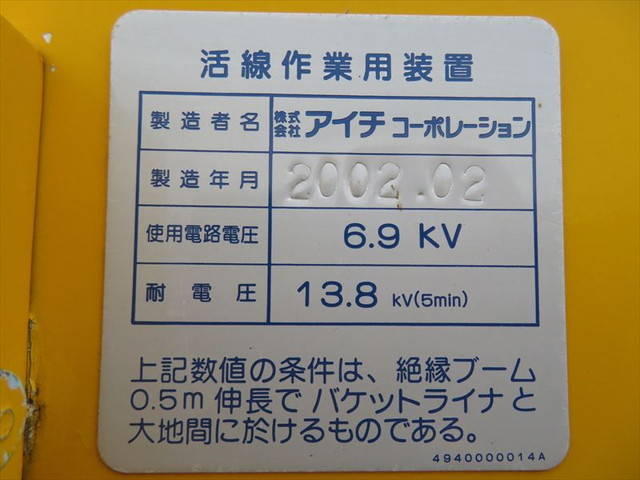 活線作業用装置
製造者名 株式会社 アイチ コーポレーション
製造年月 2002.02
使用電路電圧 6.9 KV
耐電圧 13.8 kV(5min)
上記数値の条件は、絶縁ブーム
0.5m 伸長で バケットライナと
大地間に於けるものである。
4940000014A